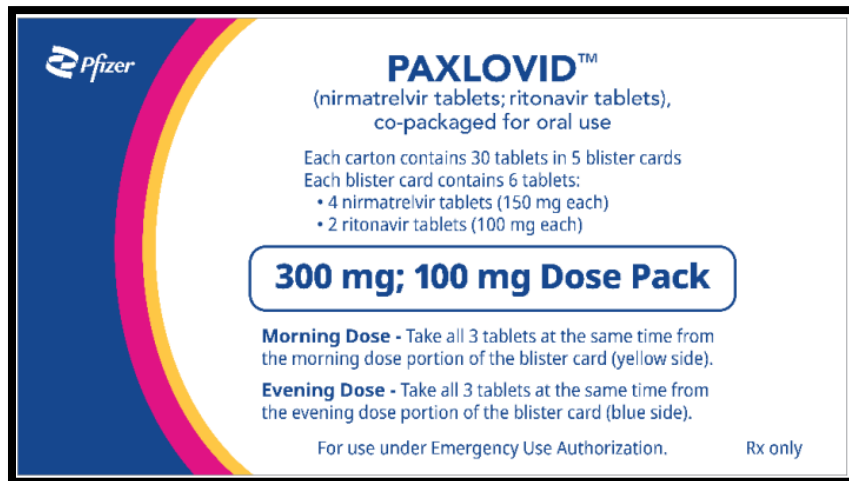 Pfizer
PAXLOVID™
(nirmatrelvir tablets; ritonavir tablets),
co-packaged for oral use
Each carton contains 30 tablets in 5 blister cards
Each blister card contains 6 tablets:
• 4 nirmatrelvir tablets (150 mg each)
• 2 ritonavir tablets (100 mg each)
300 mg; 100 mg Dose Pack
Morning Dose - Take all 3 tablets at the same time from
the morning dose portion of the blister card (yellow side).
Evening Dose - Take all 3 tablets at the same time from
the evening dose portion of the blister card (blue side).
For use under Emergency Use Authorization. Rx only